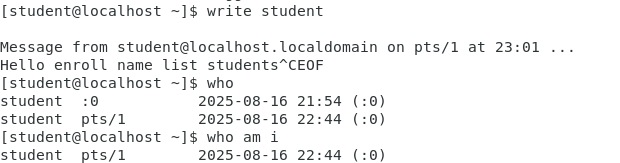 [student@localhost ~]$ write student
Message from student@localhost.localdomain on pts/1 at 23:01 ...
Hello enroll name list students^CEOF
[student@localhost ~]$ who
student  :0           2025-08-16 21:54 (:0)
student  pts/1        2025-08-16 22:44 (:0)
[student@localhost ~]$ who am i
student  pts/1        2025-08-16 22:44 (:0)